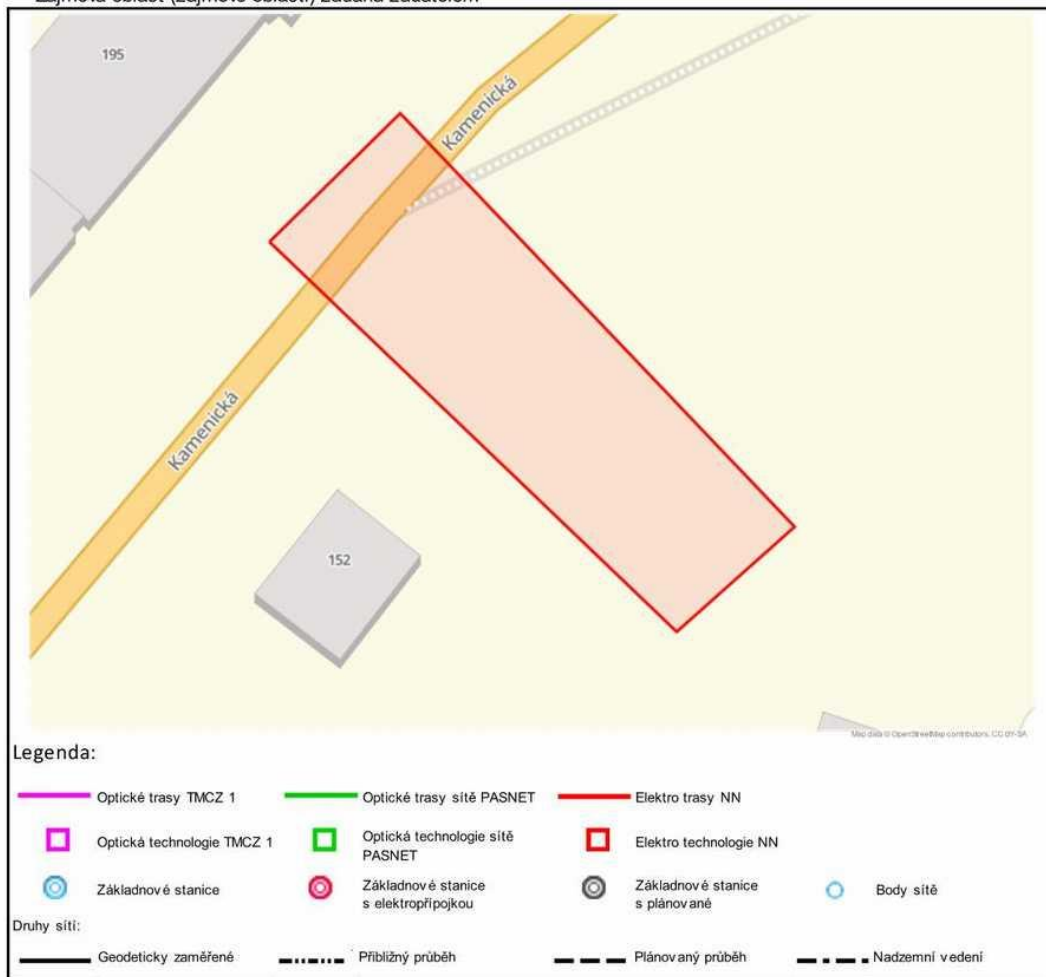 Zájmová oblast (zájmové oblasti) zadaná žadatelem
195
Kamenická
Kamenická
152
Map data © OpenStreetMap contributors, CC BY-SA
Legenda:
Optické trasy TMCZ 1
Optické trasy sítě PASNET
Elektro trasy NN
Optická technologie TMCZ 1
Optická technologie sítě
PASNET
Elektro technologie NN
Základnové stanice
Základnové stanice
s elektropřípojkou
Základnové stanice
s plánované
Body sítě
Druhy síti:
Geodeticky zaměřené
Přibližný průběh
Plánovaný průběh
Nadzemní vedení